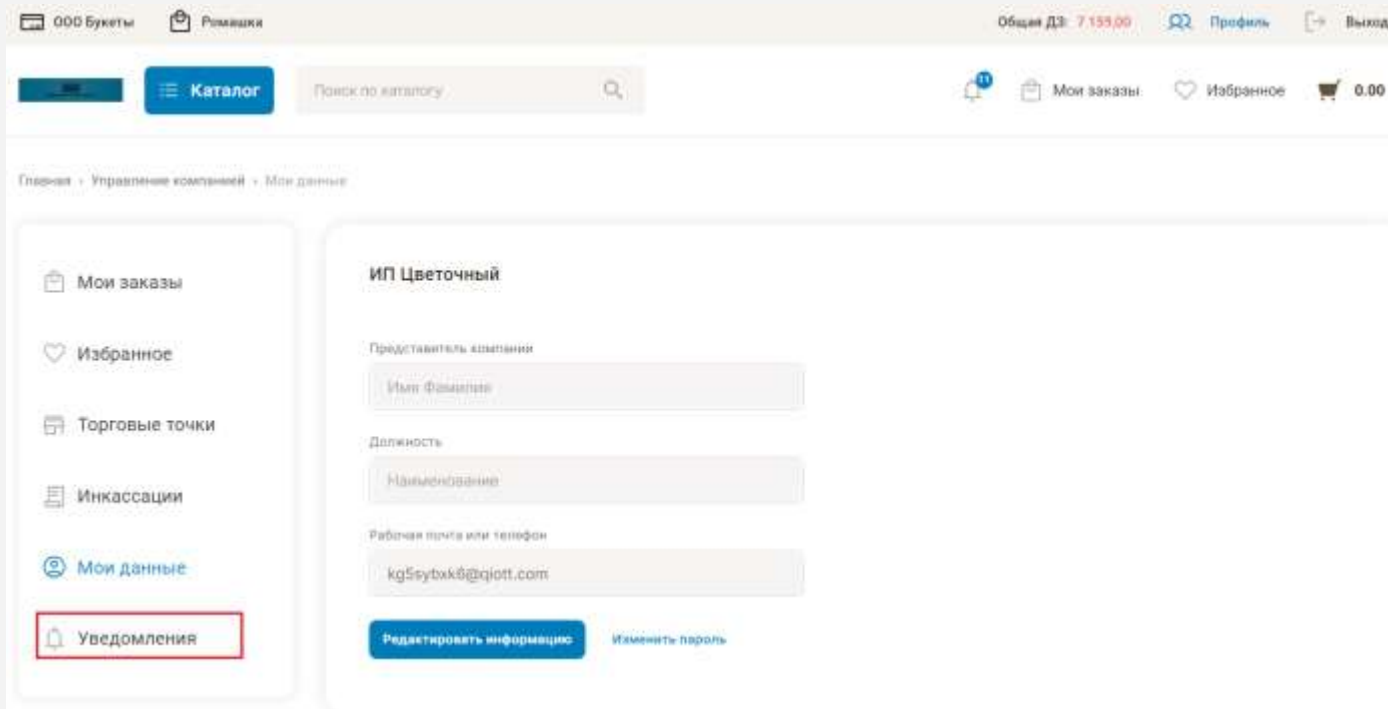 ООО Букеты
Ромашки
Общая ДЗ: 7 155,00
Профиль
Выход
Каталог
Поиск по каталогу
11
Мои заказы
Избранное
0.00
Главная › Управление компанией › Мои данные
Мои заказы
Избранное
Торговые точки
Инкассации
Мои данные
Уведомления
ИП Цветочный
Представитель компании
Имя Фамилия
Должность
Наименование
Рабочая почта или телефон
kg5sybxk6@qiott.com
Редактировать информацию
Изменить пароль